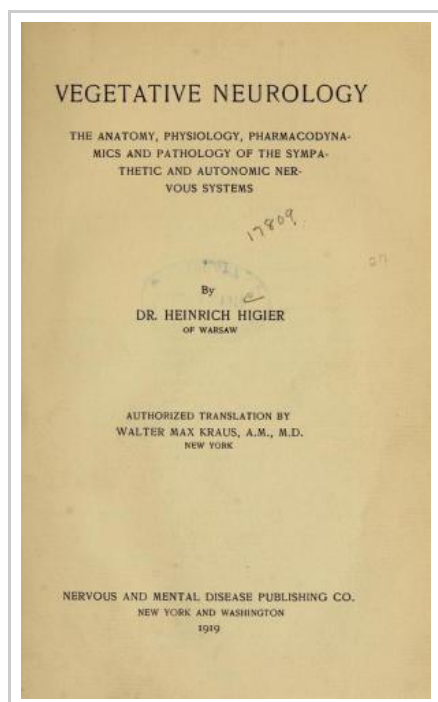 VEGETATIVE NEUROLOGY
THE ANATOMY, PHYSIOLOGY, PHARMACODYNA-
MICS AND PATHOLOGY OF THE SYMPA-
THETIC AND AUTONOMIC NER-
VOUS SYSTEMS
17809
By
DR. HEINRICH HIGIER
OF WARSAW
AUTHORIZED TRANSLATION BY
WALTER MAX KRAUS, A.M., M.D.
NEW YORK
NERVOUS AND MENTAL DISEASE PUBLISHING CO.
NEW YORK AND WASHINGTON
1919